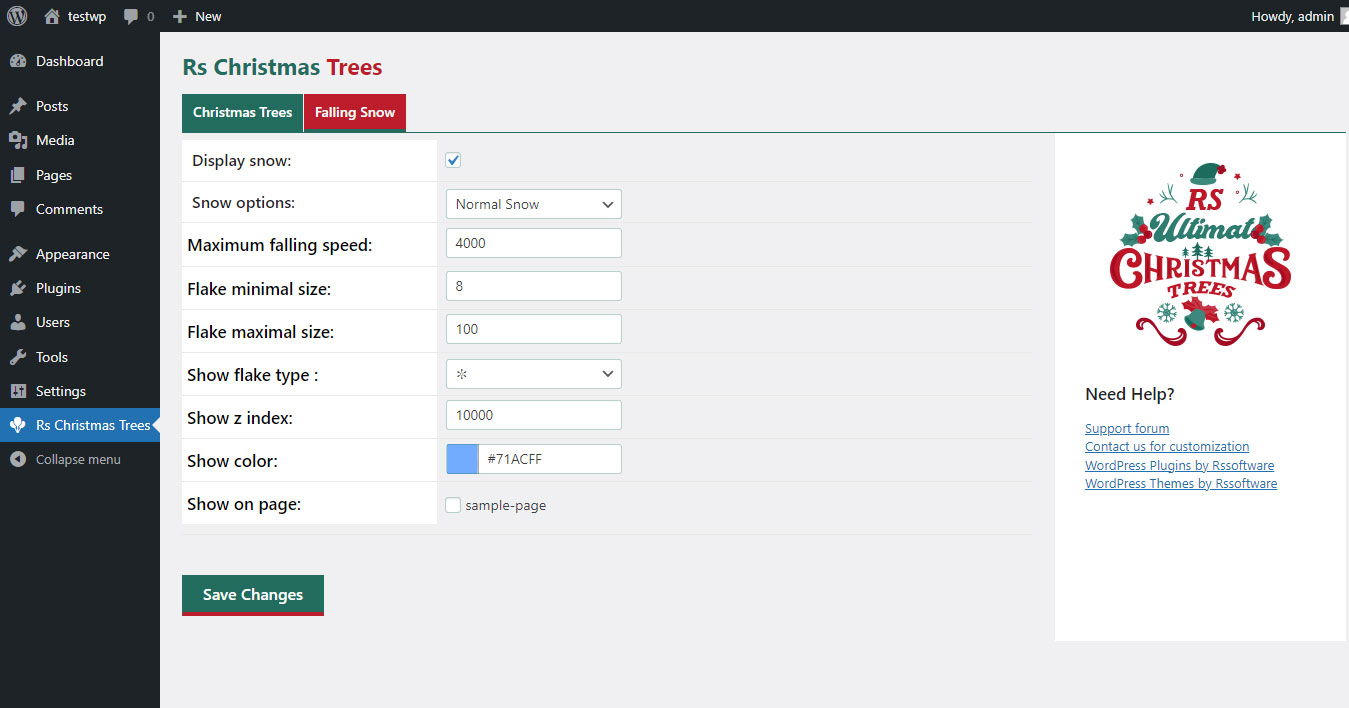 testwp 0 New Howdy, admin
Dashboard
Posts
Media
Pages
Comments
Appearance
Plugins
Users
Tools
Settings
Rs Christmas Trees
Collapse menu
Rs Christmas Trees
Christmas Trees Falling Snow
Display snow:
Snow options: Normal Snow
Maximum falling speed: 4000
Flake minimal size: 8
Flake maximal size: 100
Show flake type : ✼
Show z index: 10000
Show color: #71ACFF
Show on page: sample-page
Save Changes
RS
Ultimate
CHRISTMAS
TREES
Need Help?
Support forum
Contact us for customization
WordPress Plugins by Rssoftware
WordPress Themes by Rssoftware